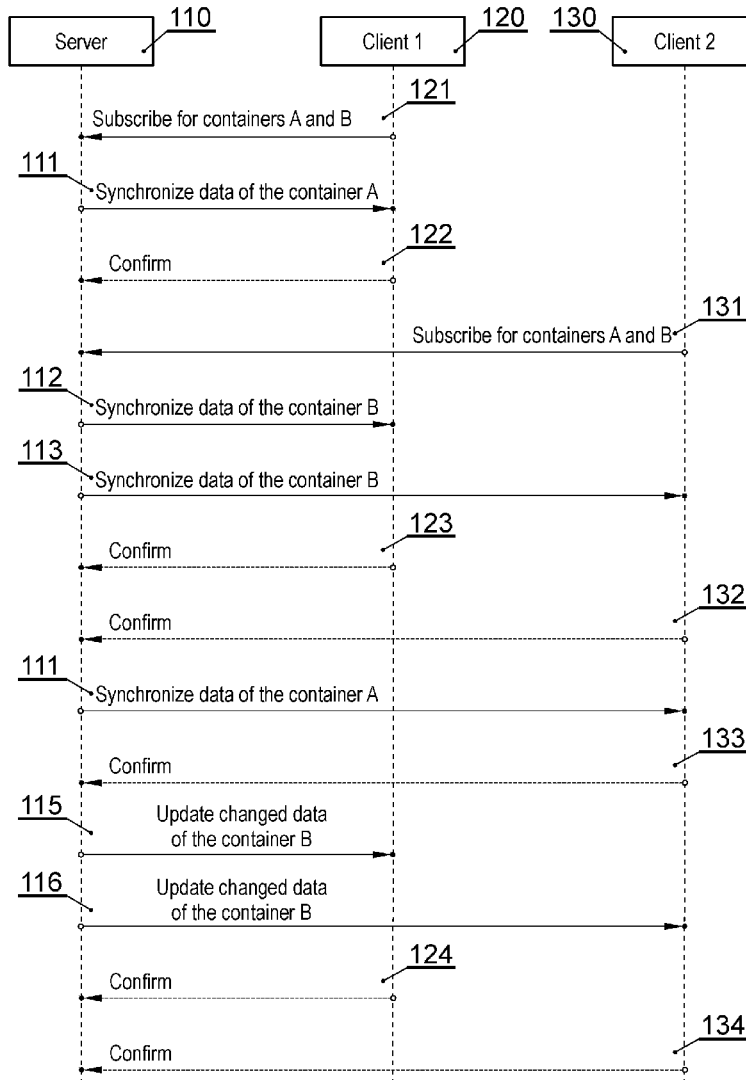 110
120
130
Server
Client 1
Client 2
121
Subscribe for containers A and B
111
Synchronize data of the container A
122
Confirm
131
Subscribe for containers A and B
112
Synchronize data of the container B
113
Synchronize data of the container B
123
Confirm
132
Confirm
111
Synchronize data of the container A
133
Confirm
115
Update changed data
of the container B
116
Update changed data
of the container B
124
Confirm
134
Confirm